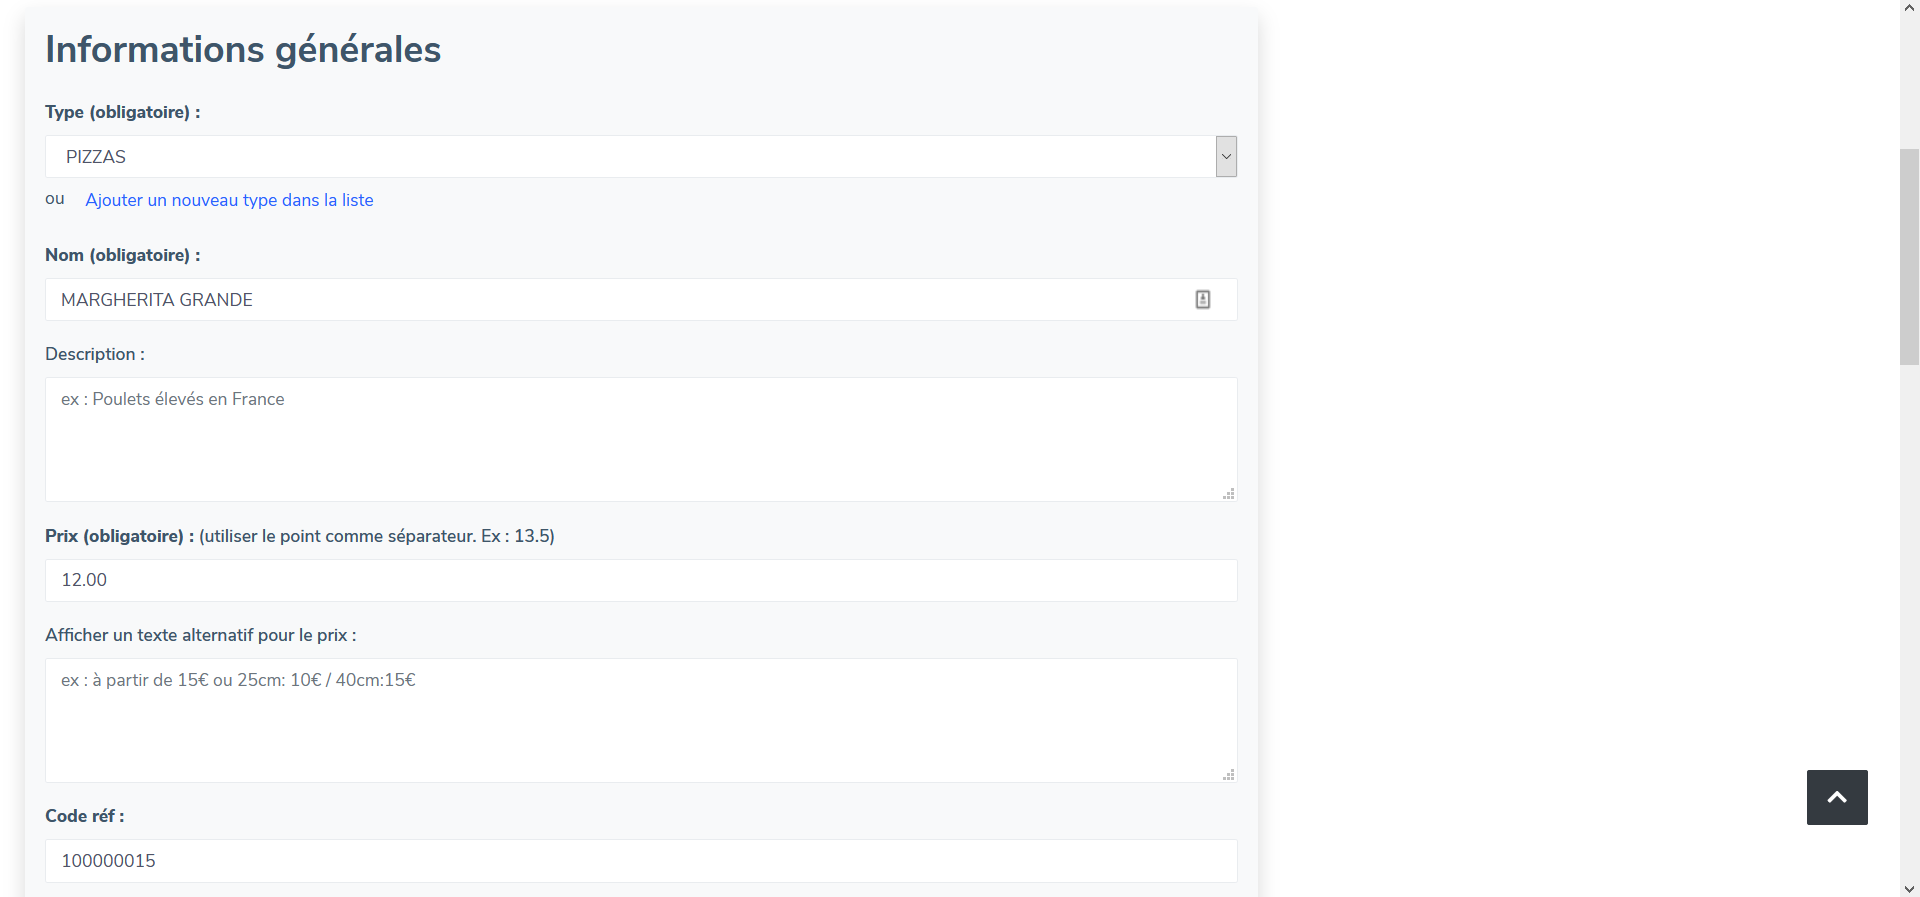 Informations générales
Type (obligatoire) :
PIZZAS
ou Ajouter un nouveau type dans la liste
Nom (obligatoire) :
MARGHERITA GRANDE
Description :
ex : Poulets élevés en France
Prix (obligatoire) : (utiliser le point comme séparateur. Ex : 13.5)
12.00
Afficher un texte alternatif pour le prix :
ex : à partir de 15€ ou 25cm: 10€ / 40cm:15€
Code réf :
100000015